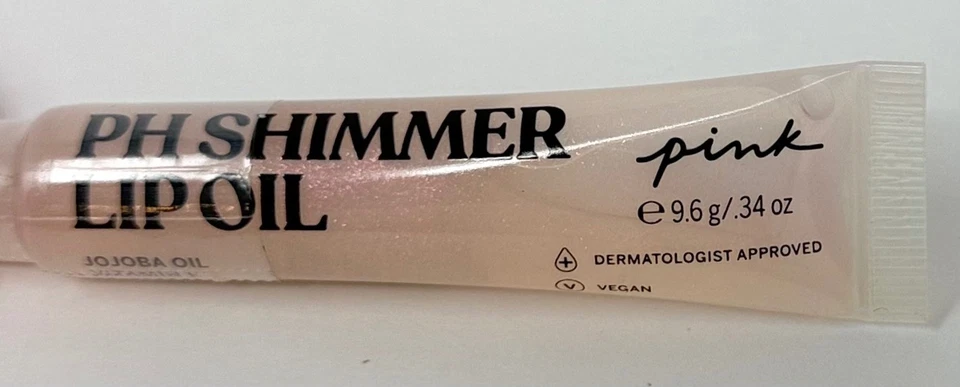 PH SHIMMER
LIP OIL
JOJOBA OIL
pink
℮ 9.6 g/.34 oz
DERMATOLOGIST APPROVED
VEGAN